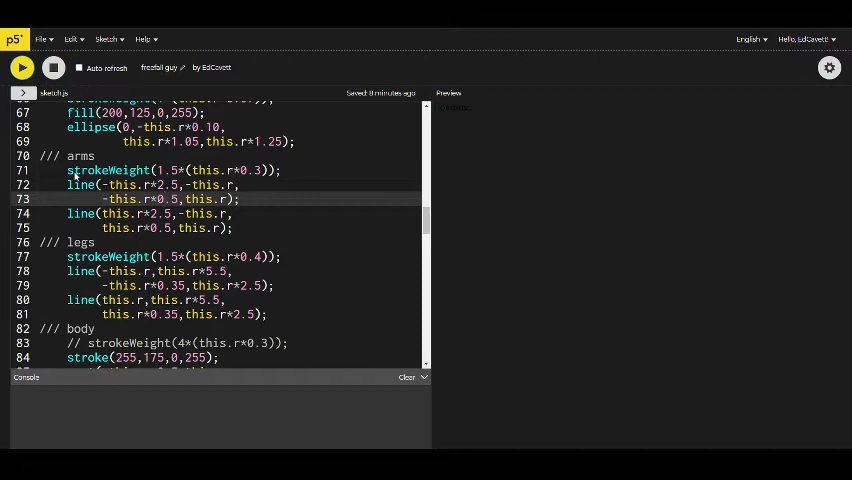 p5*
File
Edit
Sketch
Help
English
Hello, EdCavett!
Auto refresh
freefall guy
by EdCavett
sketch.js
Saved: 8 minutes ago
Preview
67 fill(200,125,0,255);
68 ellipse(0,-this.r*0.10,
69 this.r*1.05,this.r*1.25);
70 /// arms
71 strokeWeight(1.5*(this.r*0.3));
72 line(-this.r*2.5,-this.r,
73 -this.r*0.5,this.r);
74 line(this.r*2.5,-this.r,
75 this.r*0.5,this.r);
76 /// legs
77 strokeWeight(1.5*(this.r*0.4));
78 line(-this.r,this.r*5.5,
79 -this.r*0.35,this.r*2.5);
80 line(this.r,this.r*5.5,
81 this.r*0.35,this.r*2.5);
82 /// body
83 // strokeWeight(4*(this.r*0.3));
84 stroke(255,175,0,255);
Console
Clear